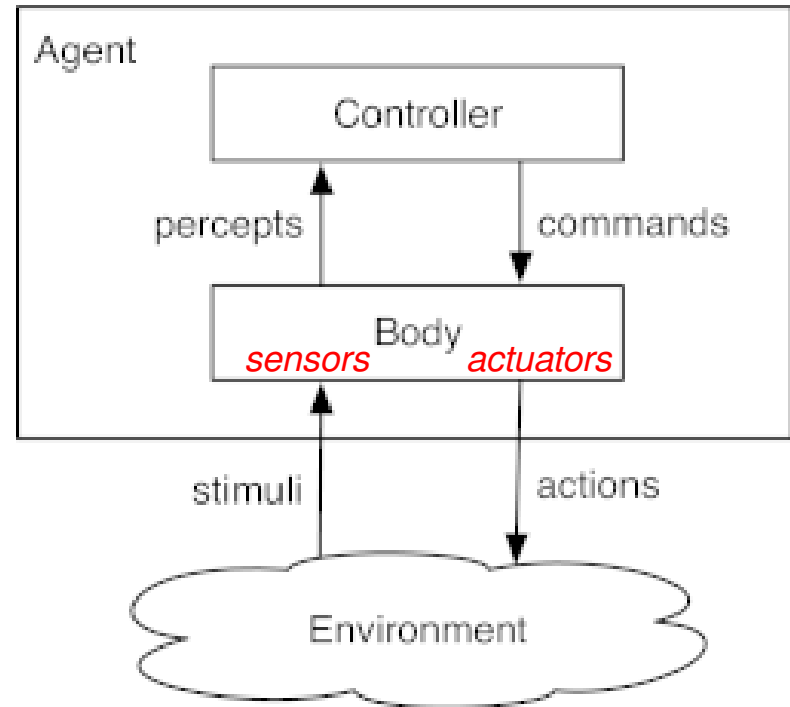 Agent
Controller
percepts
commands
Body
sensors
actuators
stimuli
actions
Environment